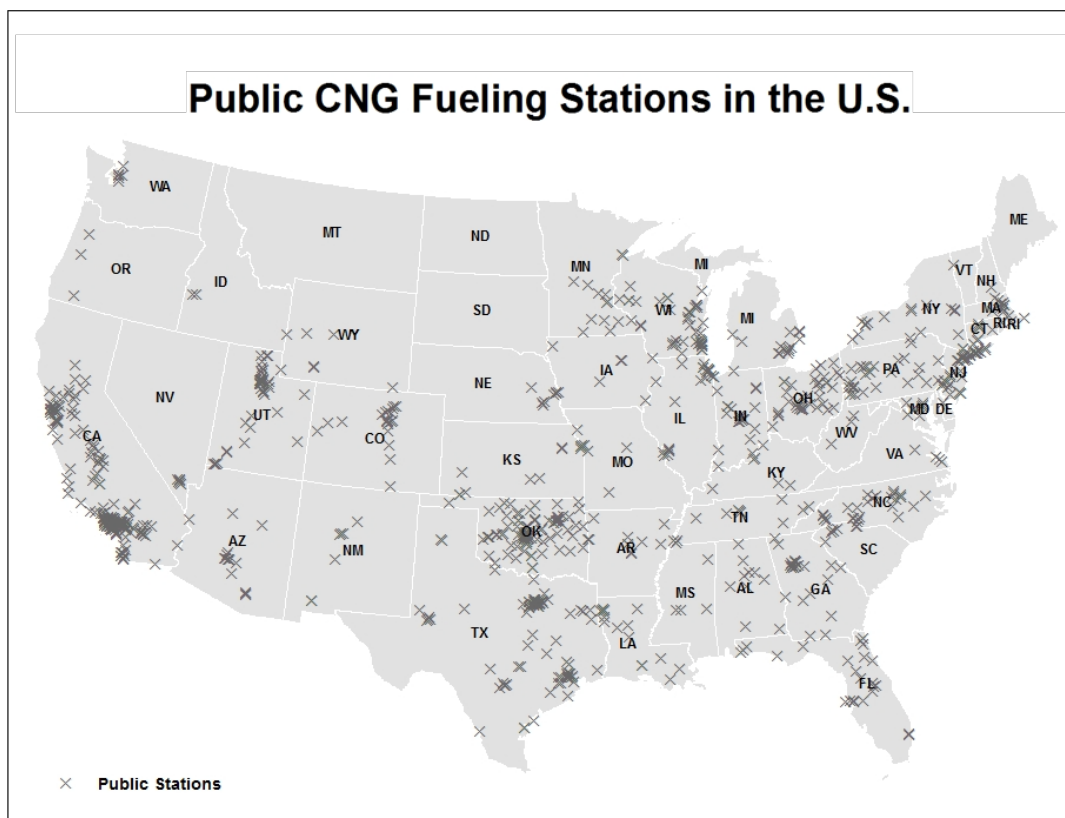 Public CNG Fueling Stations in the U.S.
WA
ME
MT
ND
VT
OR
ID
MN
MI
NH
SD
WI
NY
MA
WY
MI
RI
RI
CT
IA
PA
NE
NJ
NV
UT
OH
IL
IN
MD
DE
CA
CO
WV
KS
MO
VA
KY
NC
TN
OK
AZ
NM
AR
SC
MS
AL
GA
TX
LA
FL
Public Stations